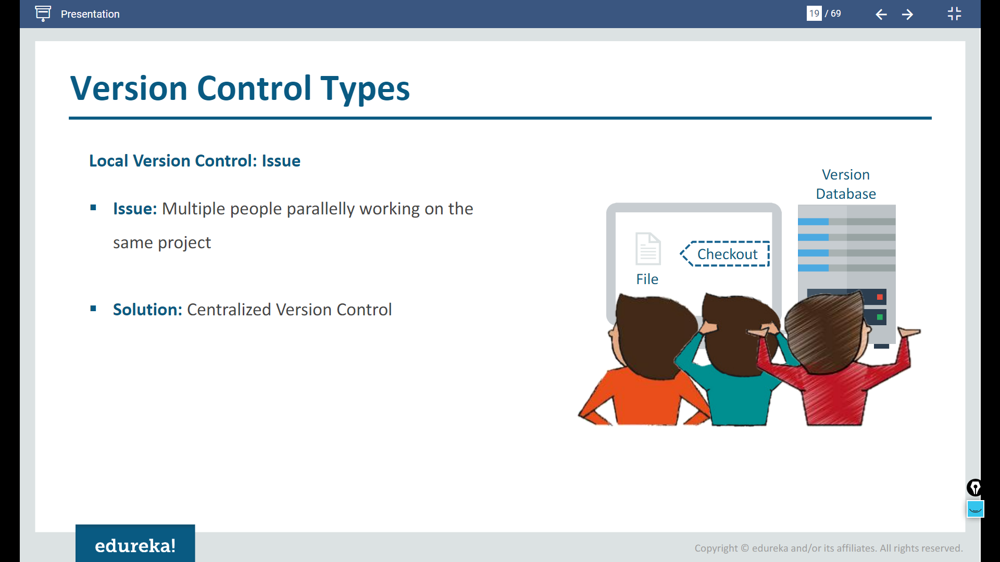 Presentation
19 / 69
Version Control Types
Local Version Control: Issue
Issue: Multiple people parallelly working on the
same project
Solution: Centralized Version Control
Version
Database
Checkout
File
edureka!
Copyright © edureka and/or its affiliates. All rights reserved.